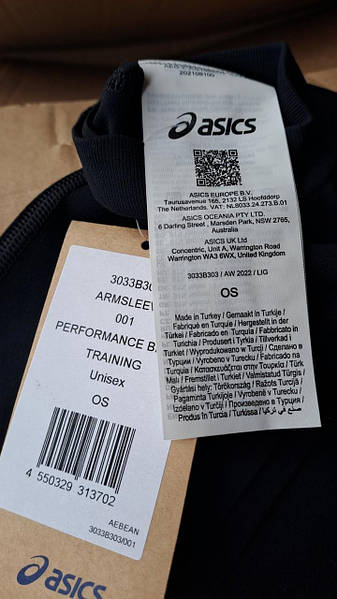 202109100
asics
ASICS EUROPE B.V.
Taurusavenue 165, 2132 LS Hoofddorp
The Netherlands. VAT: NL8033.24.273.B.01
ASICS OCEANIA PTY LTD.
6 Darling Street , Marsden Park, NSW 2765,
Australia
ASICS UK Ltd
Concentric Unit, A, Warrington Road
Warrington WA3 6WX, United Kingdom
3033B303 / AW 2022 / LIG
OS
Made in Turkey / Gemaakt In Turkije /
Fabriqué en Turquie / Hergestellt in der
Türkei / Fabricado en Turquía / Fabbricato in
Turchia / Produsert i Tyrkia / Tillverkad i
Turkiet / Wyprodukowano w Turcji / Сделано в
Турции / Vyrobeno v Turecku / Fabricado na
Turquia / Κατασκευάζεται στην Τουρκία / Türk
Malı / Fremstillet i Turkiet / Valmistatud Türgis /
Gyártási hely: Törökország / Ražots Turcijā /
Pagaminta Turkijoje / Vyrobené v Turecku /
Izdelano v Turčiji / Произведено в Турция /
Produs în Turcia / Turkissa / صنع في تركيا
3033B30
ARMSLEEV
001
PERFORMANCE B
TRAINING
Unisex
OS
4 550329 313702
AEBEAN
3033B303/001
asics